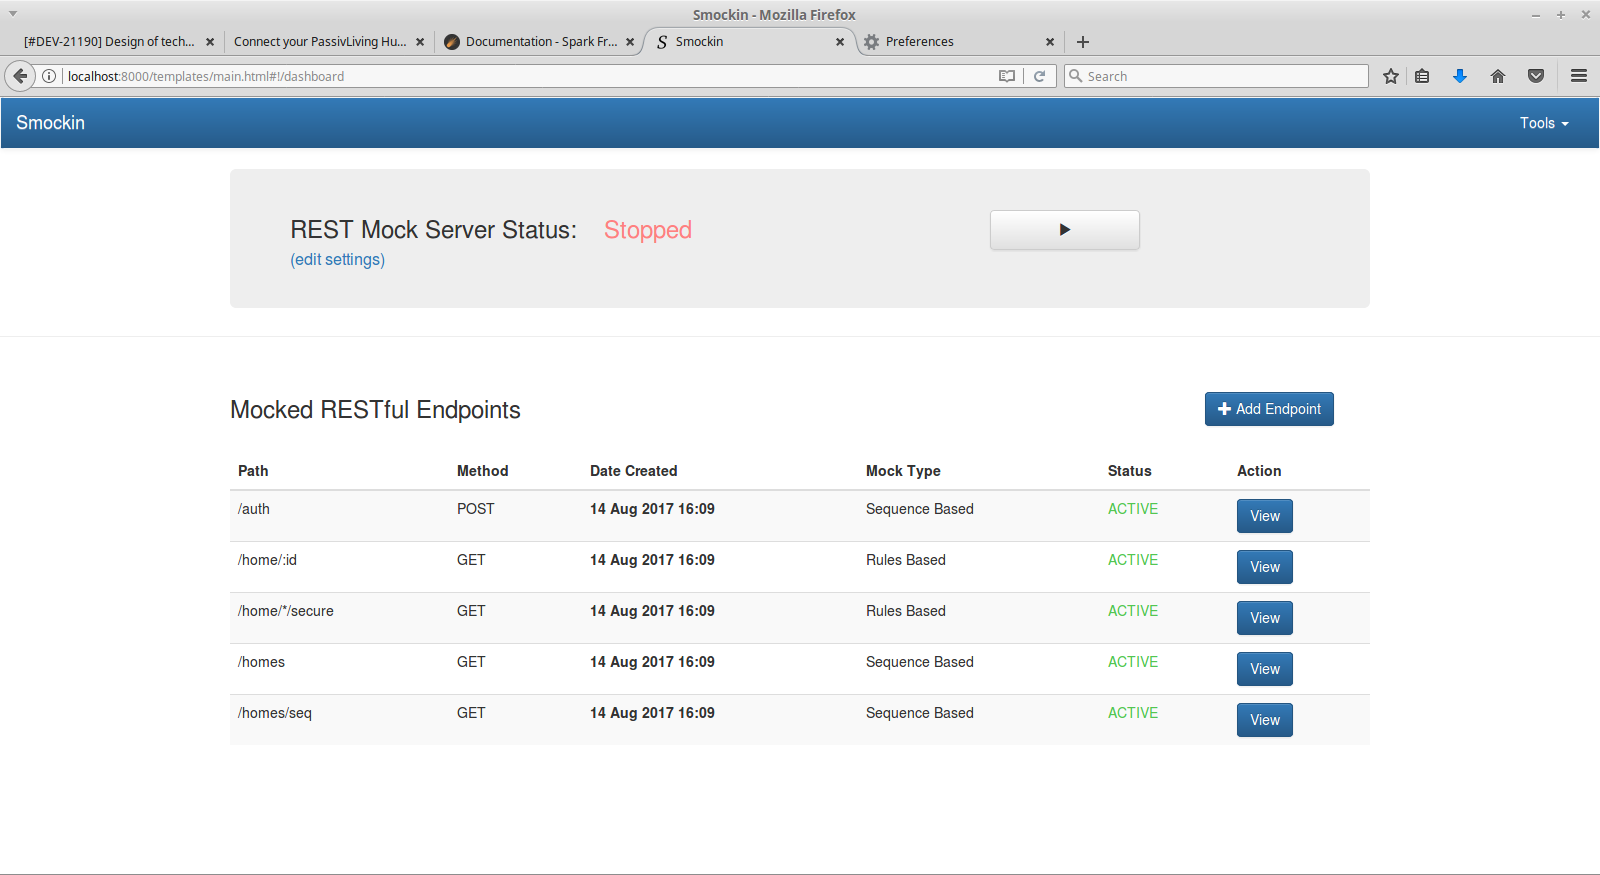 Smockin - Mozilla Firefox
[#DEV-21190] Design of tech... Connect your PassivLiving Hu... Documentation - Spark Fr... Smockin Preferences
localhost:8000/templates/main.html#!/dashboard Search
Smockin Tools
REST Mock Server Status: Stopped
(edit settings)
Mocked RESTful Endpoints Add Endpoint
Path Method Date Created Mock Type Status Action
/auth POST 14 Aug 2017 16:09 Sequence Based ACTIVE View
/home/:id GET 14 Aug 2017 16:09 Rules Based ACTIVE View
/home/*/secure GET 14 Aug 2017 16:09 Rules Based ACTIVE View
/homes GET 14 Aug 2017 16:09 Sequence Based ACTIVE View
/homes/seq GET 14 Aug 2017 16:09 Sequence Based ACTIVE View